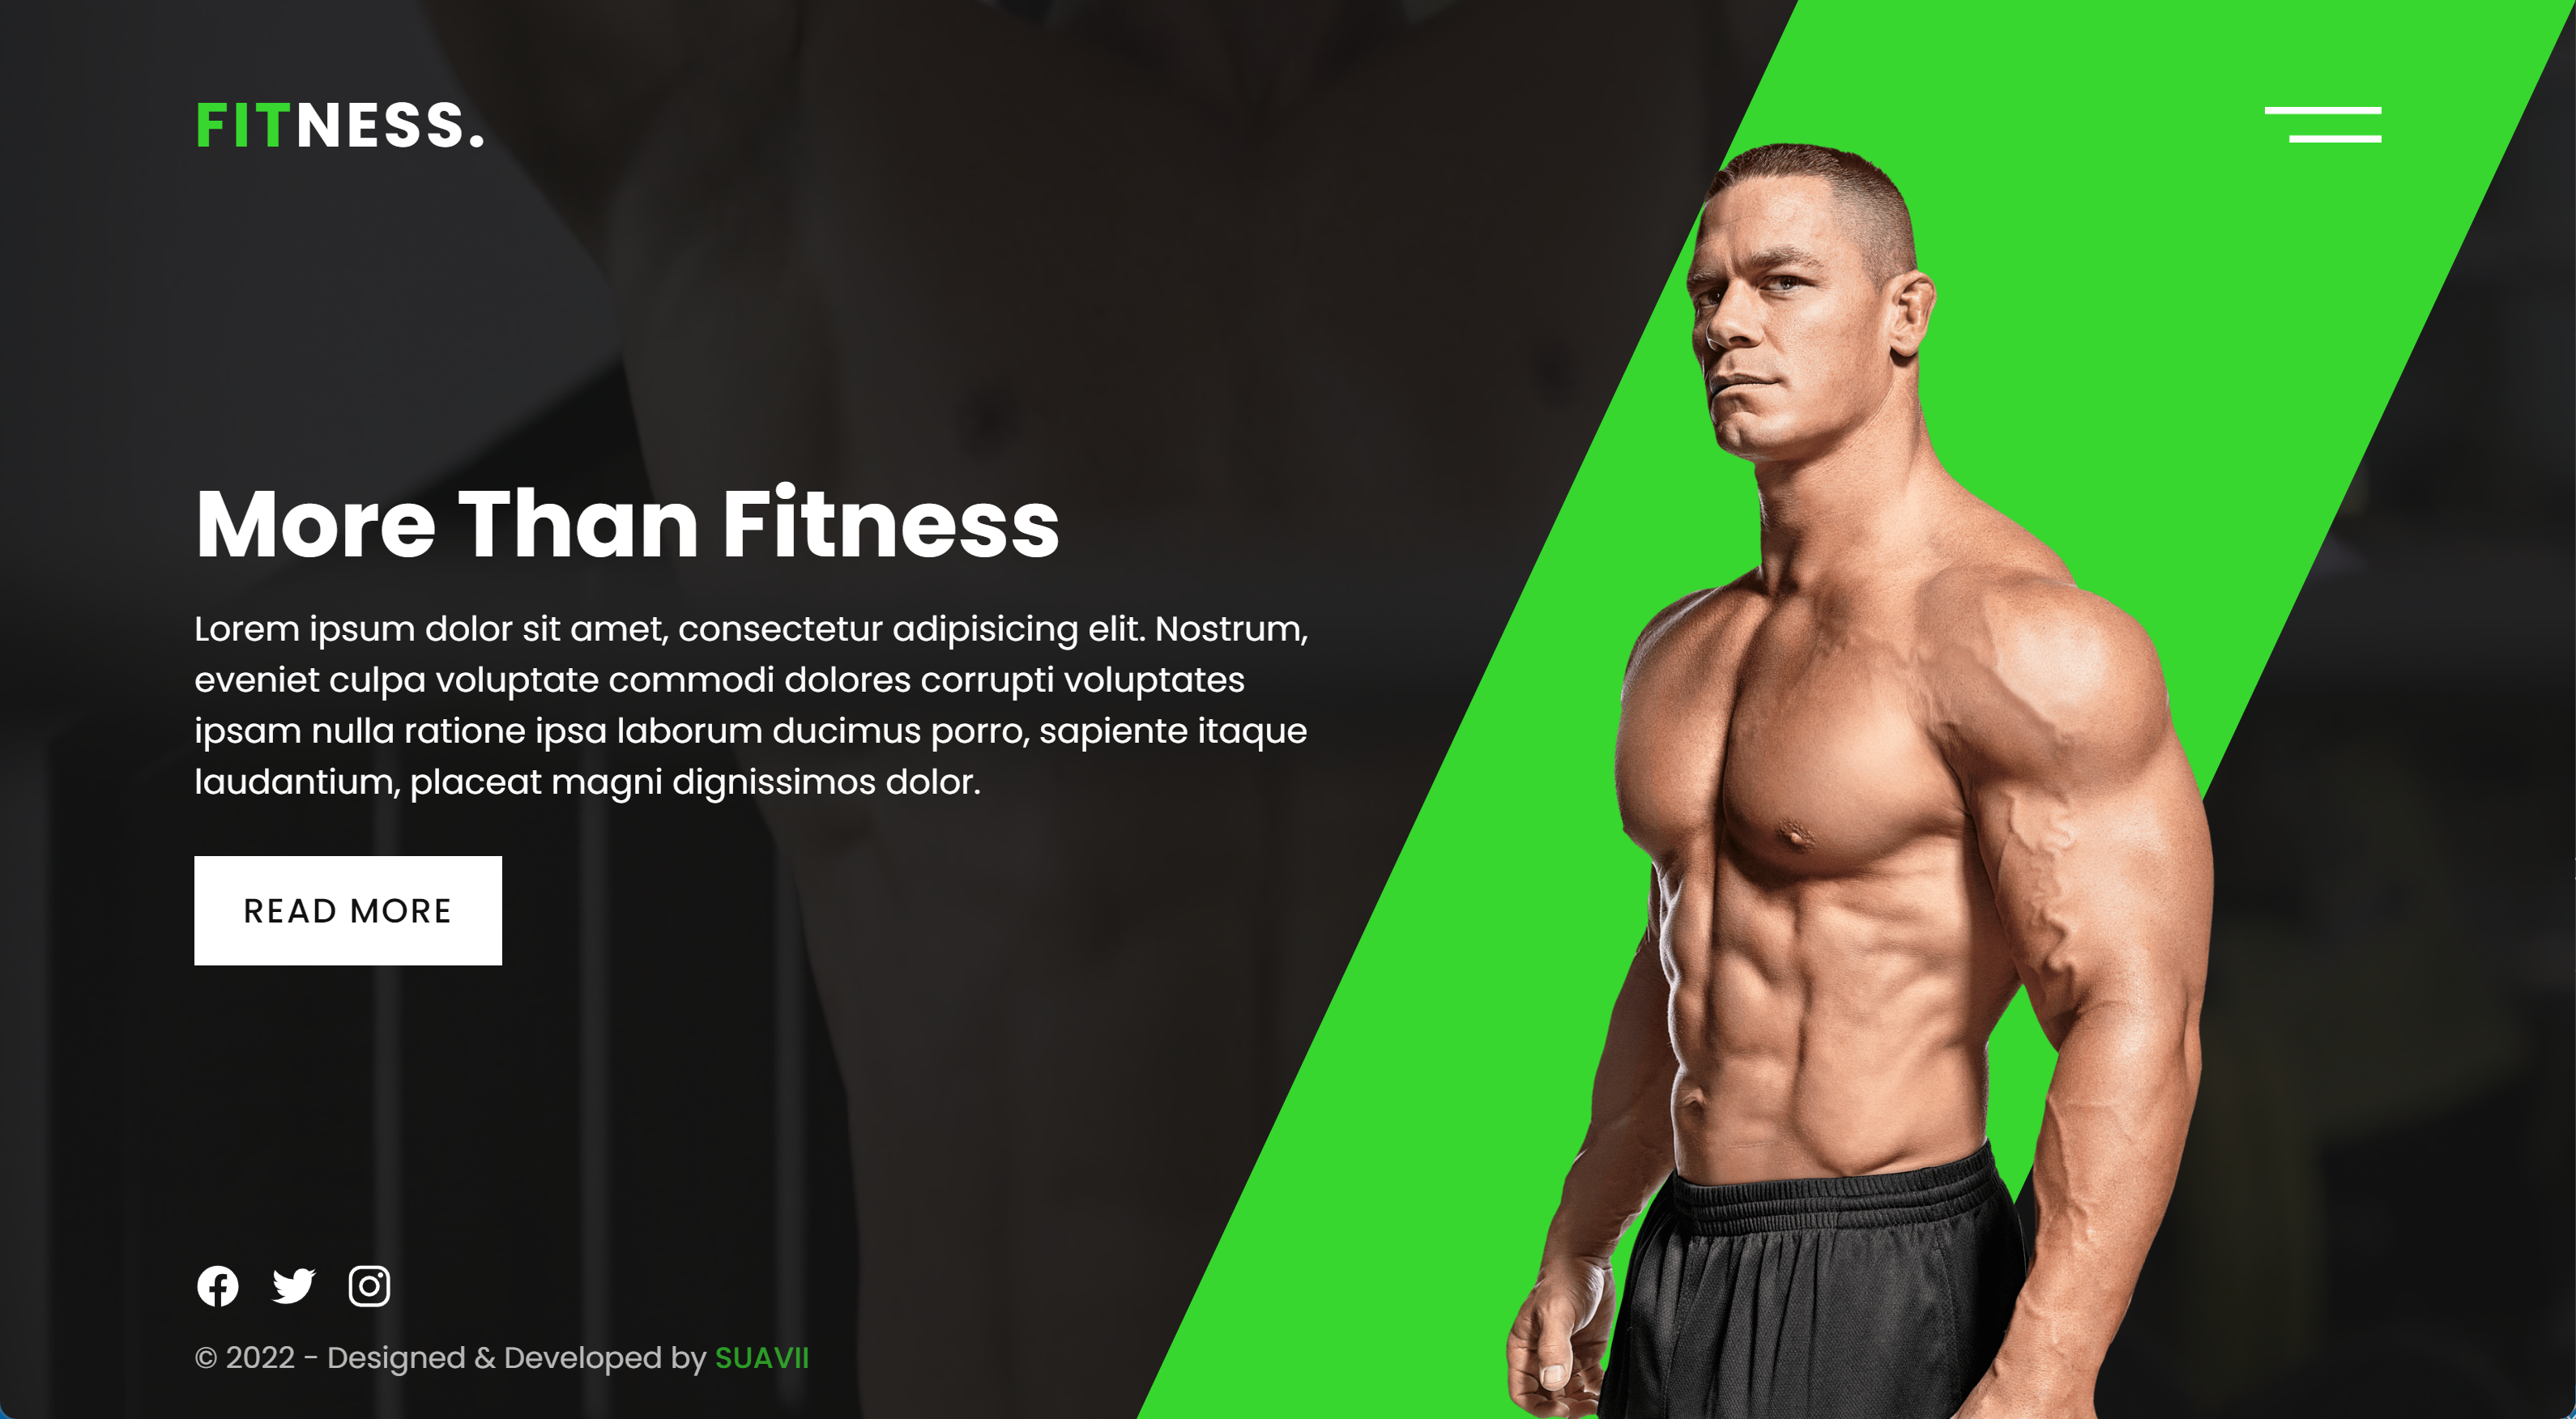 FITNESS.
More Than Fitness
Lorem ipsum dolor sit amet, consectetur adipisicing elit. Nostrum,
eveniet culpa voluptate commodi dolores corrupti voluptates
ipsam nulla ratione ipsa laborum ducimus porro, sapiente itaque
laudantium, placeat magni dignissimos dolor.
READ MORE
© 2022 - Designed & Developed by SUAVII